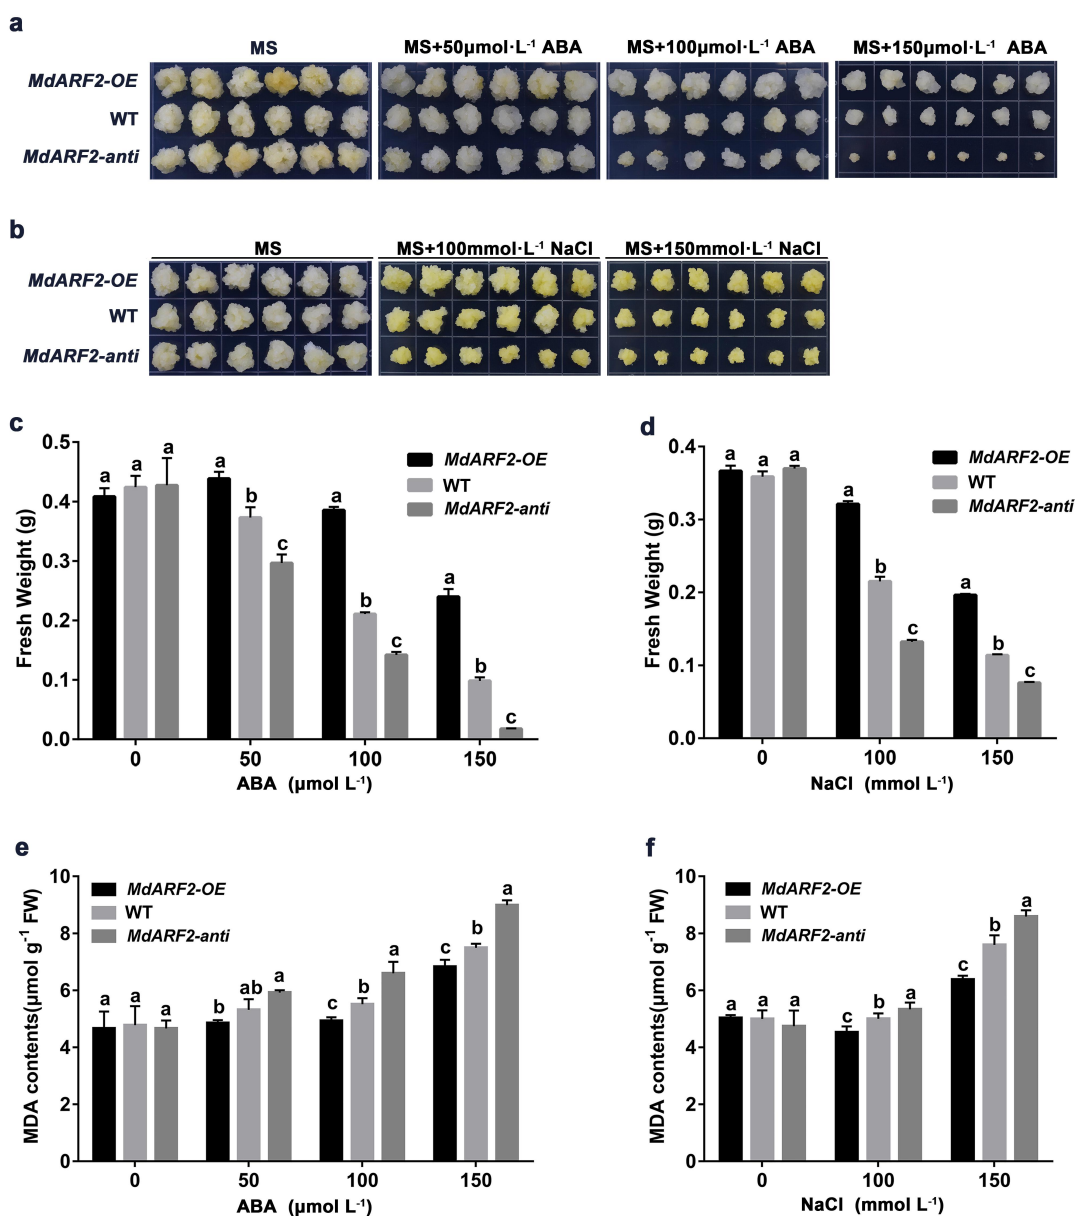 a
MS
MS+50μmol·L-1 ABA
MS+100μmol·L-1 ABA
MS+150μmol·L-1 ABA
MdARF2-OE
WT
MdARF2-anti
b
MS
MS+100mmol·L-1 NaCl
MS+150mmol·L-1 NaCl
MdARF2-OE
WT
MdARF2-anti
c
0.5
0.4
0.3
0.2
0.1
0.0
Fresh Weight (g)
a a a
a b c
a b c
a b c
MdARF2-OE
WT
MdARF2-anti
0 50 100 150
ABA (μmol L-1)
d
0.4
0.3
0.2
0.1
0.0
Fresh Weight (g)
a a a
a b c
a b c
MdARF2-OE
WT
MdARF2-anti
0 100 150
NaCl (mmol L-1)
e
10
8
6
4
2
0
MDA contents(μmol g-1 FW)
MdARF2-OE
WT
MdARF2-anti
a a a
b ab a
c b a
c b a
0 50 100 150
ABA (μmol L-1)
f
10
8
6
4
2
0
MDA contents(μmol g-1 FW)
MdARF2-OE
WT
MdARF2-anti
a a a
c b a
c b a
0 100 150
NaCl (mmol L-1)